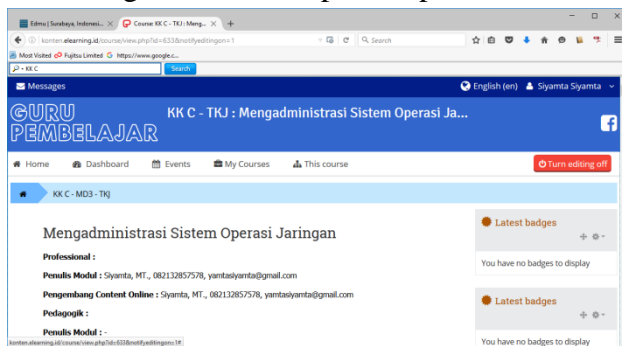 Edmo | Surabaya, Indonesi...
Course: KK C - TKJ : Meng...
konten.elearning.id/course/view.php?id=633&notifyeditingon=1
Search
Most Visited
Fujitsu Limited
https://www.google.c...
KK C
Search
Messages
English (en)
Siyamta Siyamta
GURU
PEMBELAJAR
KK C - TKJ : Mengadministrasi Sistem Operasi Ja...
Home
Dashboard
Events
My Courses
This course
Turn editing off
KK C - MD3 - TKJ
Mengadministrasi Sistem Operasi Jaringan
Professional :
Penulis Modul : Siyamta, MT., 082132857578, yamtasiyamta@gmail.com
Pengembang Content Online : Siyamta, MT., 082132857578, yamtasiyamta@gmail.com
Pedagogik :
Penulis Modul : -
Latest badges
You have no badges to display
Latest badges
You have no badges to display
konten.elearning.id/course/view.php?id=633&notifyeditingon=1#